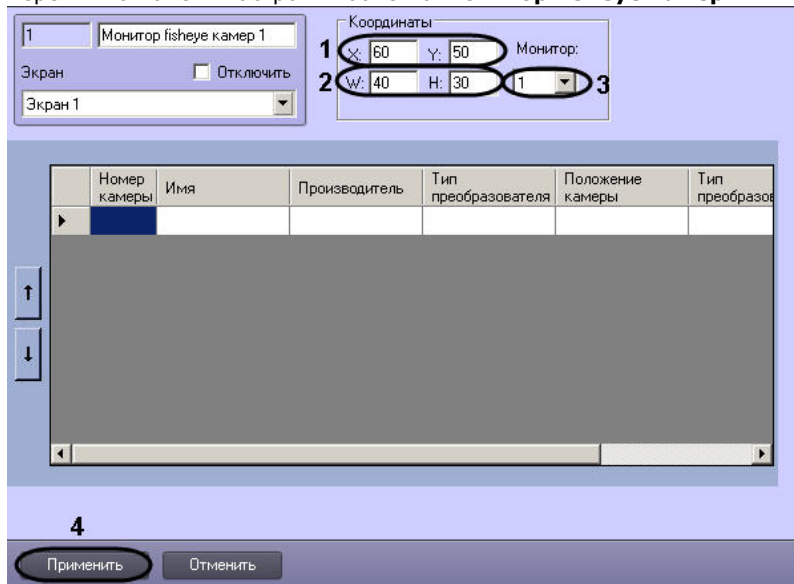 1 Монитор fisheye камер 1
Экран Отключить
Экран 1
Координаты
1 X: 60 Y: 50 Монитор:
2 W: 40 H: 30 1 3
Номер камеры Имя Производитель Тип преобразователя Положение камеры Тип преобразов
4
Применить Отменить